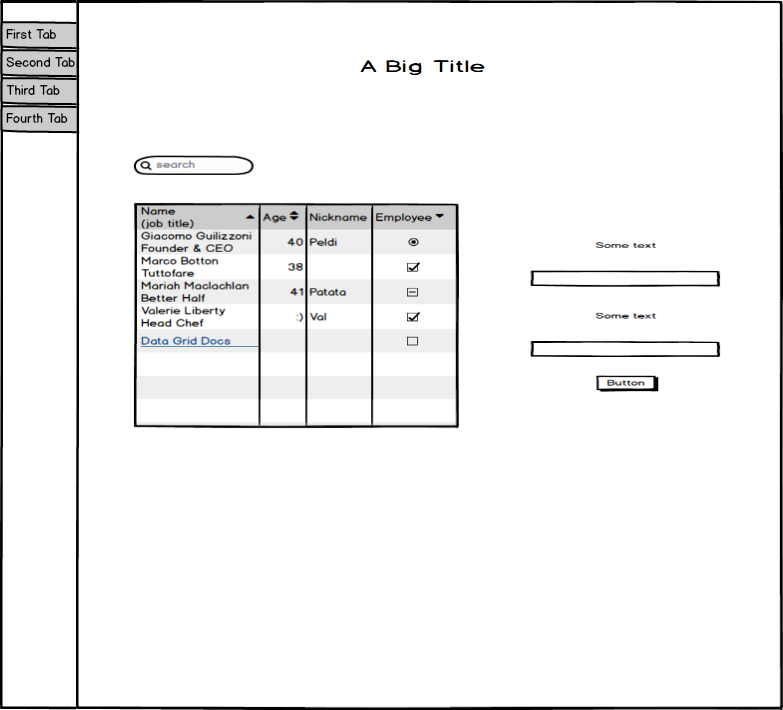 First Tab
Second Tab
Third Tab
Fourth Tab
A Big Title
search
Name
(job title)
Age
Nickname
Employee
Giacomo Guilizzoni
Founder & CEO
40
Peldi
Marco Botton
Tuttofare
38
Mariah Maclachlan
Better Half
41
Patata
Valerie Liberty
Head Chef
:)
Val
Data Grid Docs
Some text
Some text
Button